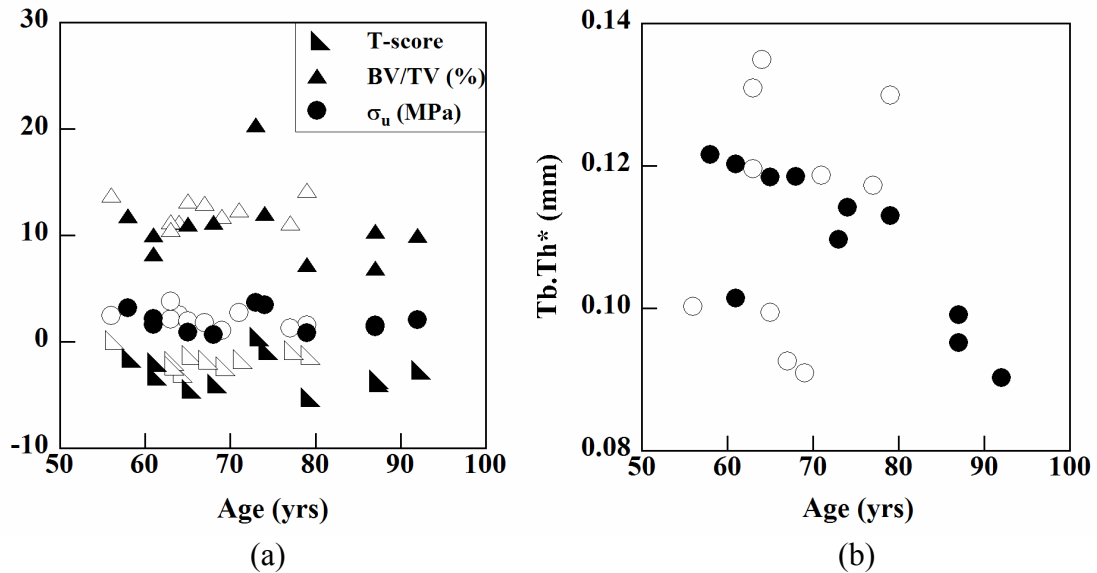 30
20
10
0
-10
50
60
70
80
90
100
T-score
BV/TV (%)
σu (MPa)
Age (yrs)
(a)
0.14
0.12
0.10
0.08
50
60
70
80
90
100
Tb.Th* (mm)
Age (yrs)
(b)